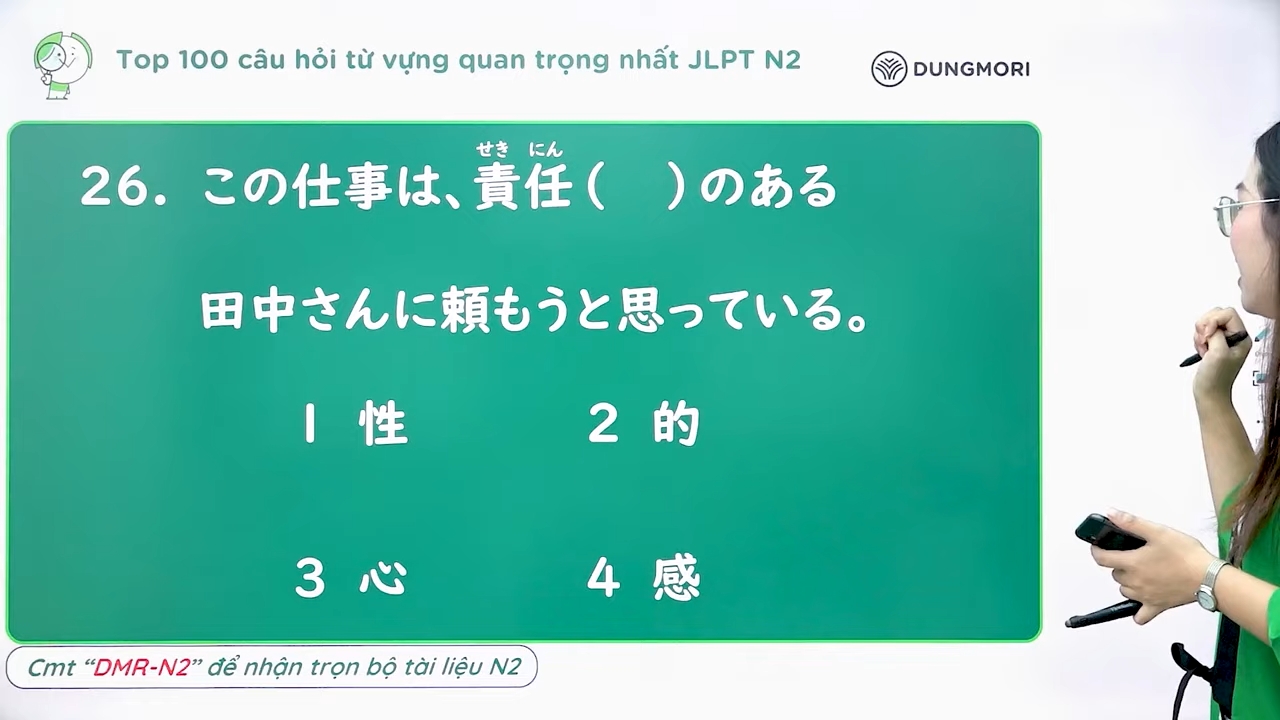 Top 100 câu hỏi từ vựng quan trọng nhất JLPT N2
DUNGMORI
せき にん
26. この仕事は、責任( )のある
田中さんに頼もうと思っている。
1 性 2 的
3 心 4 感
Cmt “DMR-N2” để nhận trọn bộ tài liệu N2